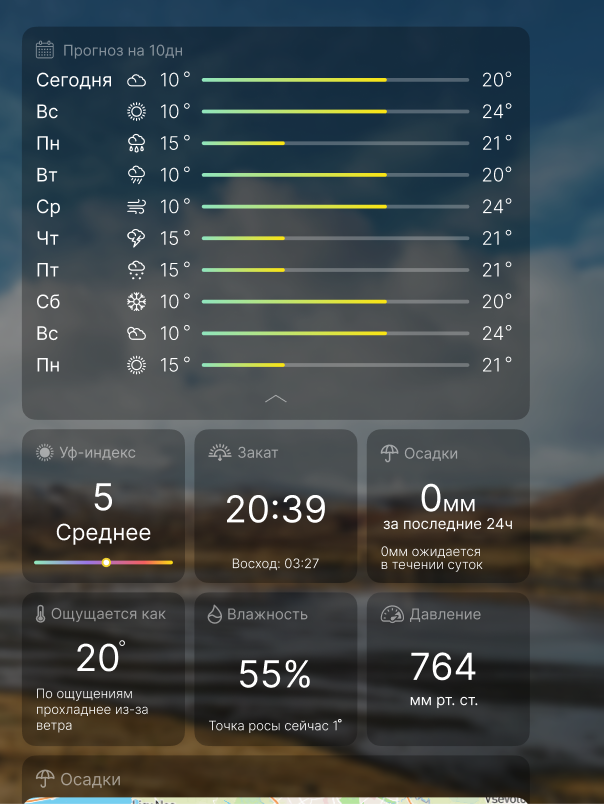 Прогноз на 10дн
Сегодня 10° 20°
Вс 10° 24°
Пн 15° 21°
Вт 10° 20°
Ср 10° 24°
Чт 15° 21°
Пт 15° 21°
Сб 10° 20°
Вс 10° 24°
Пн 15° 21°
Уф-индекс
5
Среднее
Закат
20:39
Восход: 03:27
Осадки
0мм
за последние 24ч
0мм ожидается
в течении суток
Ощущается как
20°
По ощущениям
прохладнее из-за
ветра
Влажность
55%
Точка росы сейчас 1°
Давление
764
мм рт. ст.
Осадки